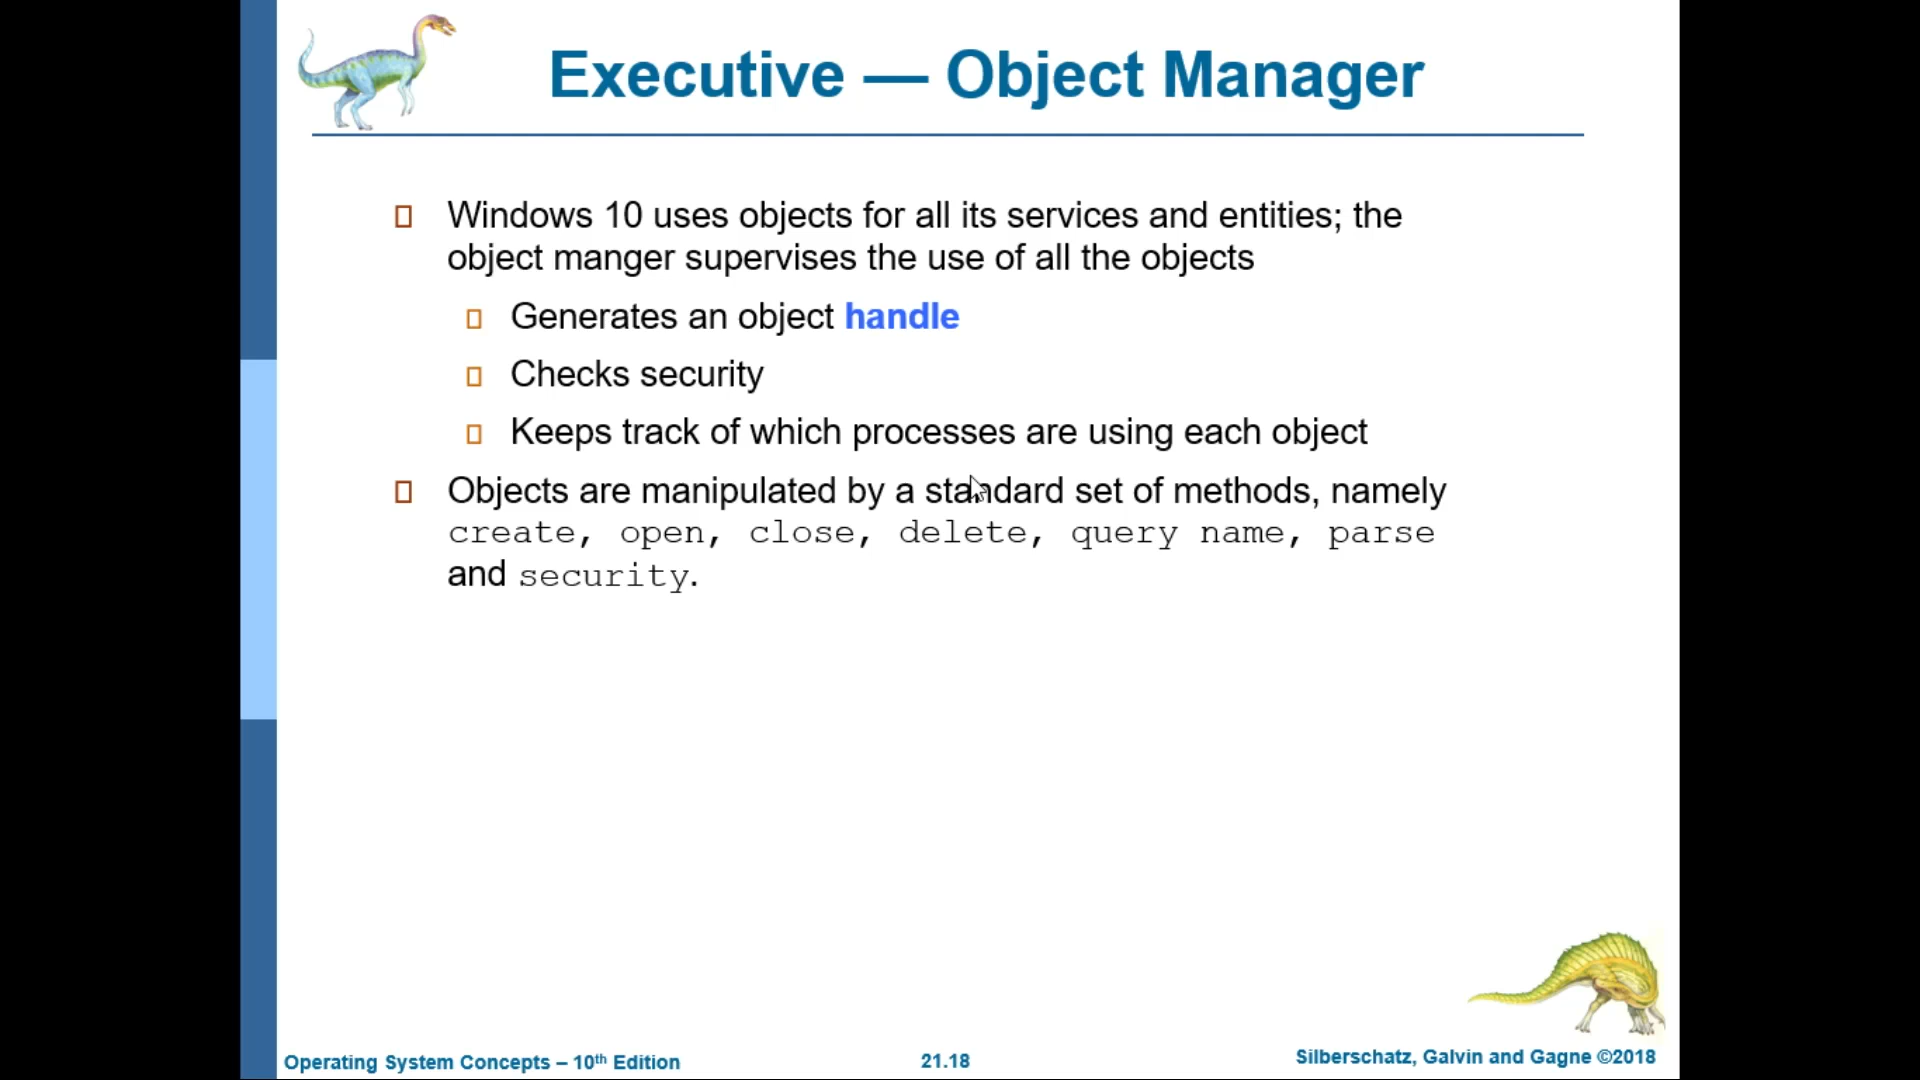 Executive — Object Manager
Windows 10 uses objects for all its services and entities; the
object manger supervises the use of all the objects
Generates an object handle
Checks security
Keeps track of which processes are using each object
Objects are manipulated by a standard set of methods, namely
create, open, close, delete, query name, parse
and security.
Operating System Concepts – 10th Edition
21.18
Silberschatz, Galvin and Gagne ©2018